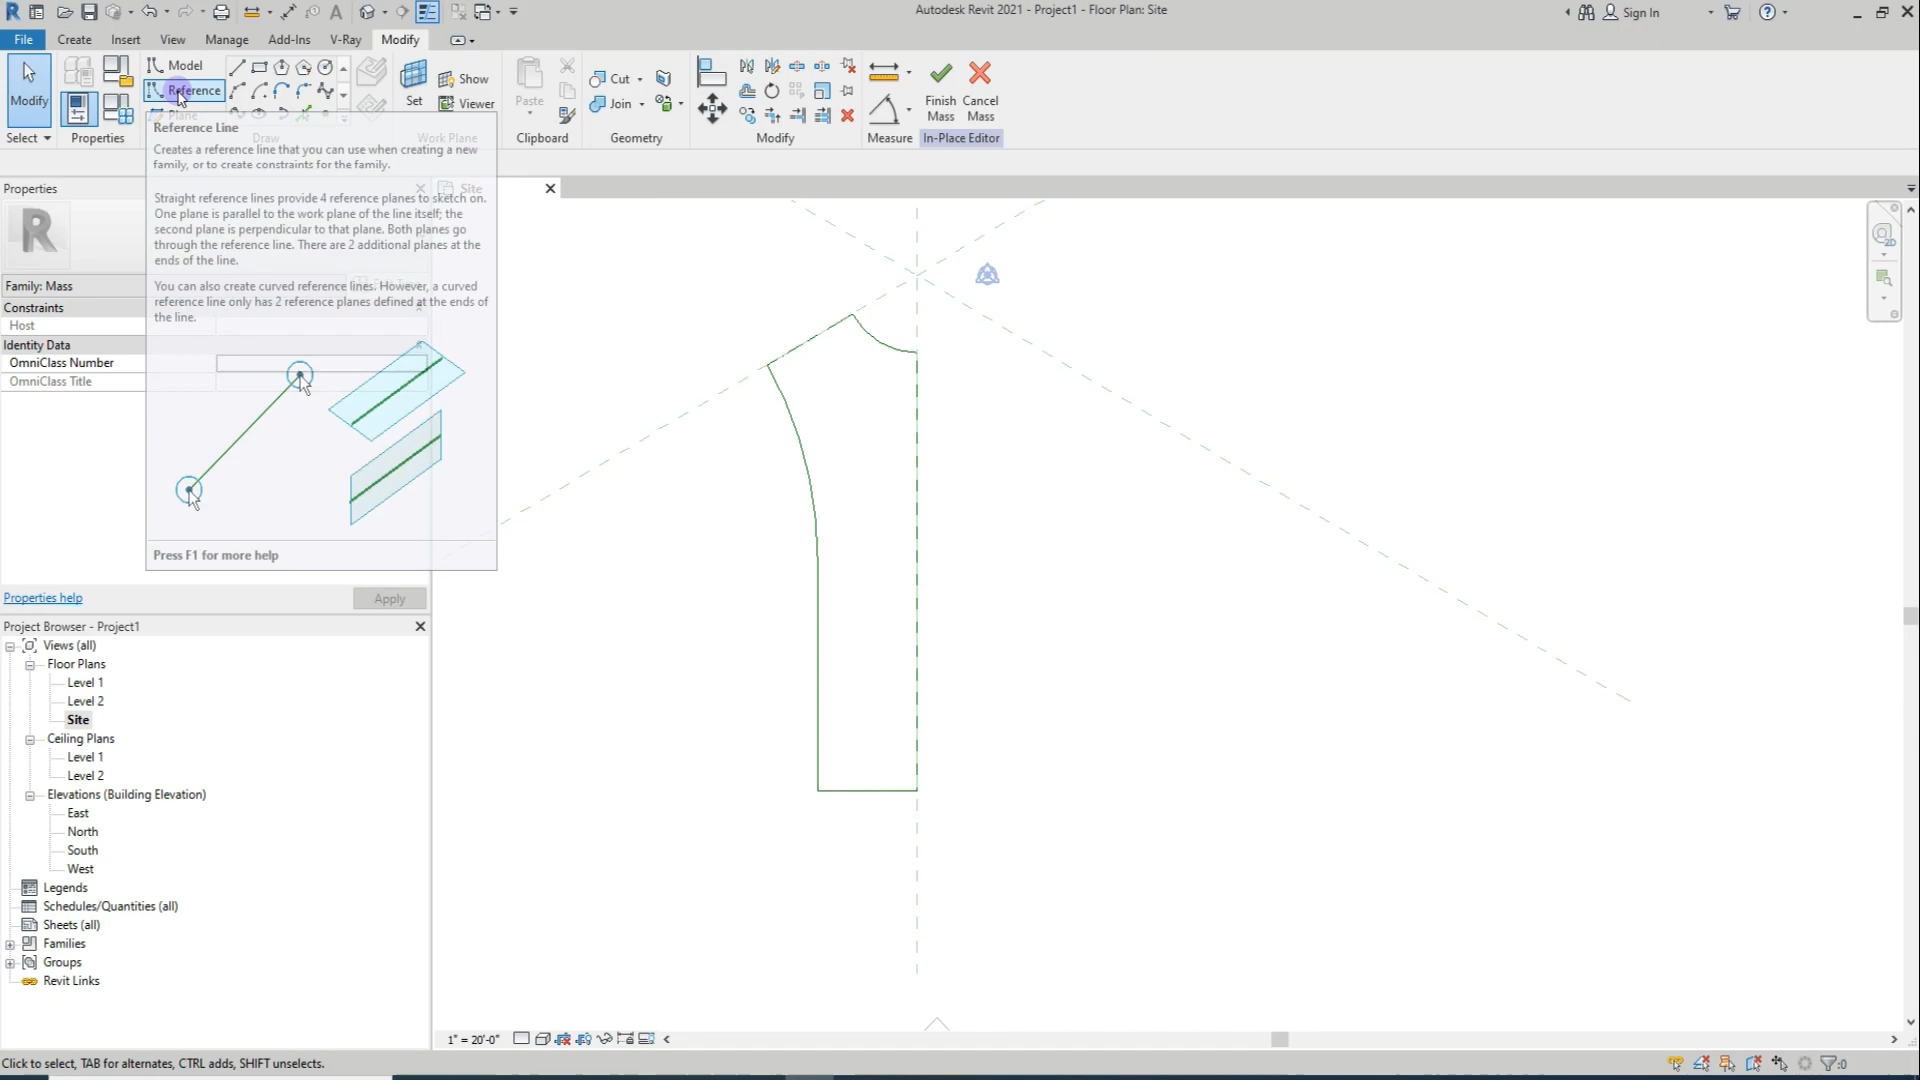 Autodesk Revit 2021 - Project1 - Floor Plan: Site
Sign In
File Create Insert View Manage Add-Ins V-Ray Modify
Modify
Select
Properties
Model
Reference
Plane
Draw
Set
Show
Viewer
Work Plane
Paste
Clipboard
Cut
Join
Geometry
Modify
Measure
Finish Mass
Cancel Mass
In-Place Editor
Reference Line
Creates a reference line that you can use when creating a new
family, or to create constraints for the family.
Straight reference lines provide 4 reference planes to sketch on.
One plane is parallel to the work plane of the line itself; the
second plane is perpendicular to that plane. Both planes go
through the reference line. There are 2 additional planes at the
ends of the line.
You can also create curved reference lines. However, a curved
reference line only has 2 reference planes defined at the ends of
the line.
Press F1 for more help
Site
2D
Properties
R
Family: Mass
Constraints
Host
Identity Data
OmniClass Number
OmniClass Title
Properties help
Apply
Project Browser - Project1
Views (all)
Floor Plans
Level 1
Level 2
Site
Ceiling Plans
Level 1
Level 2
Elevations (Building Elevation)
East
North
South
West
Legends
Schedules/Quantities (all)
Sheets (all)
Families
Groups
Revit Links
1" = 20'-0"
Click to select, TAB for alternates, CTRL adds, SHIFT unselects.
:0